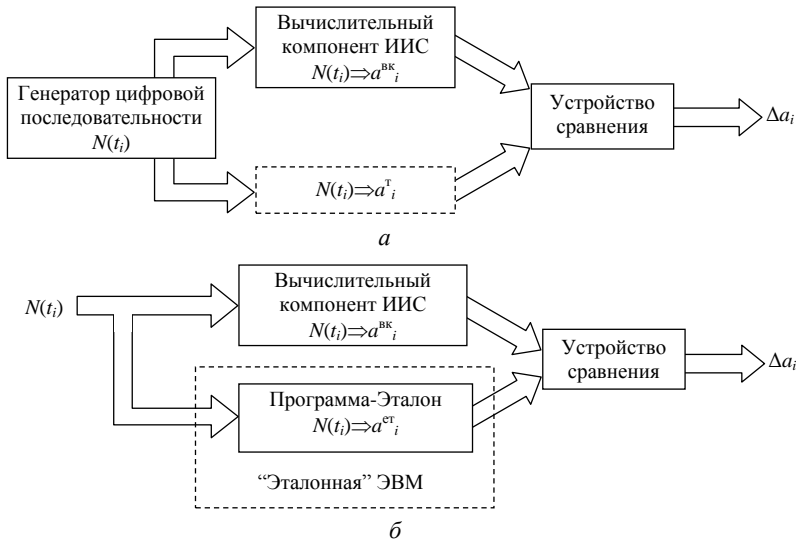 Вычислительный
компонент ИИС
N(tᵢ)⇒aᵛᵏᵢ
Генератор цифровой
последовательности
N(tᵢ)
Устройство
сравнения
Δaᵢ
N(tᵢ)⇒aᵀᵢ
а
N(tᵢ)
Вычислительный
компонент ИИС
N(tᵢ)⇒aᵛᵏᵢ
Устройство
сравнения
Δaᵢ
Программа-Эталон
N(tᵢ)⇒aᵉᵀᵢ
“Эталонная” ЭВМ
б